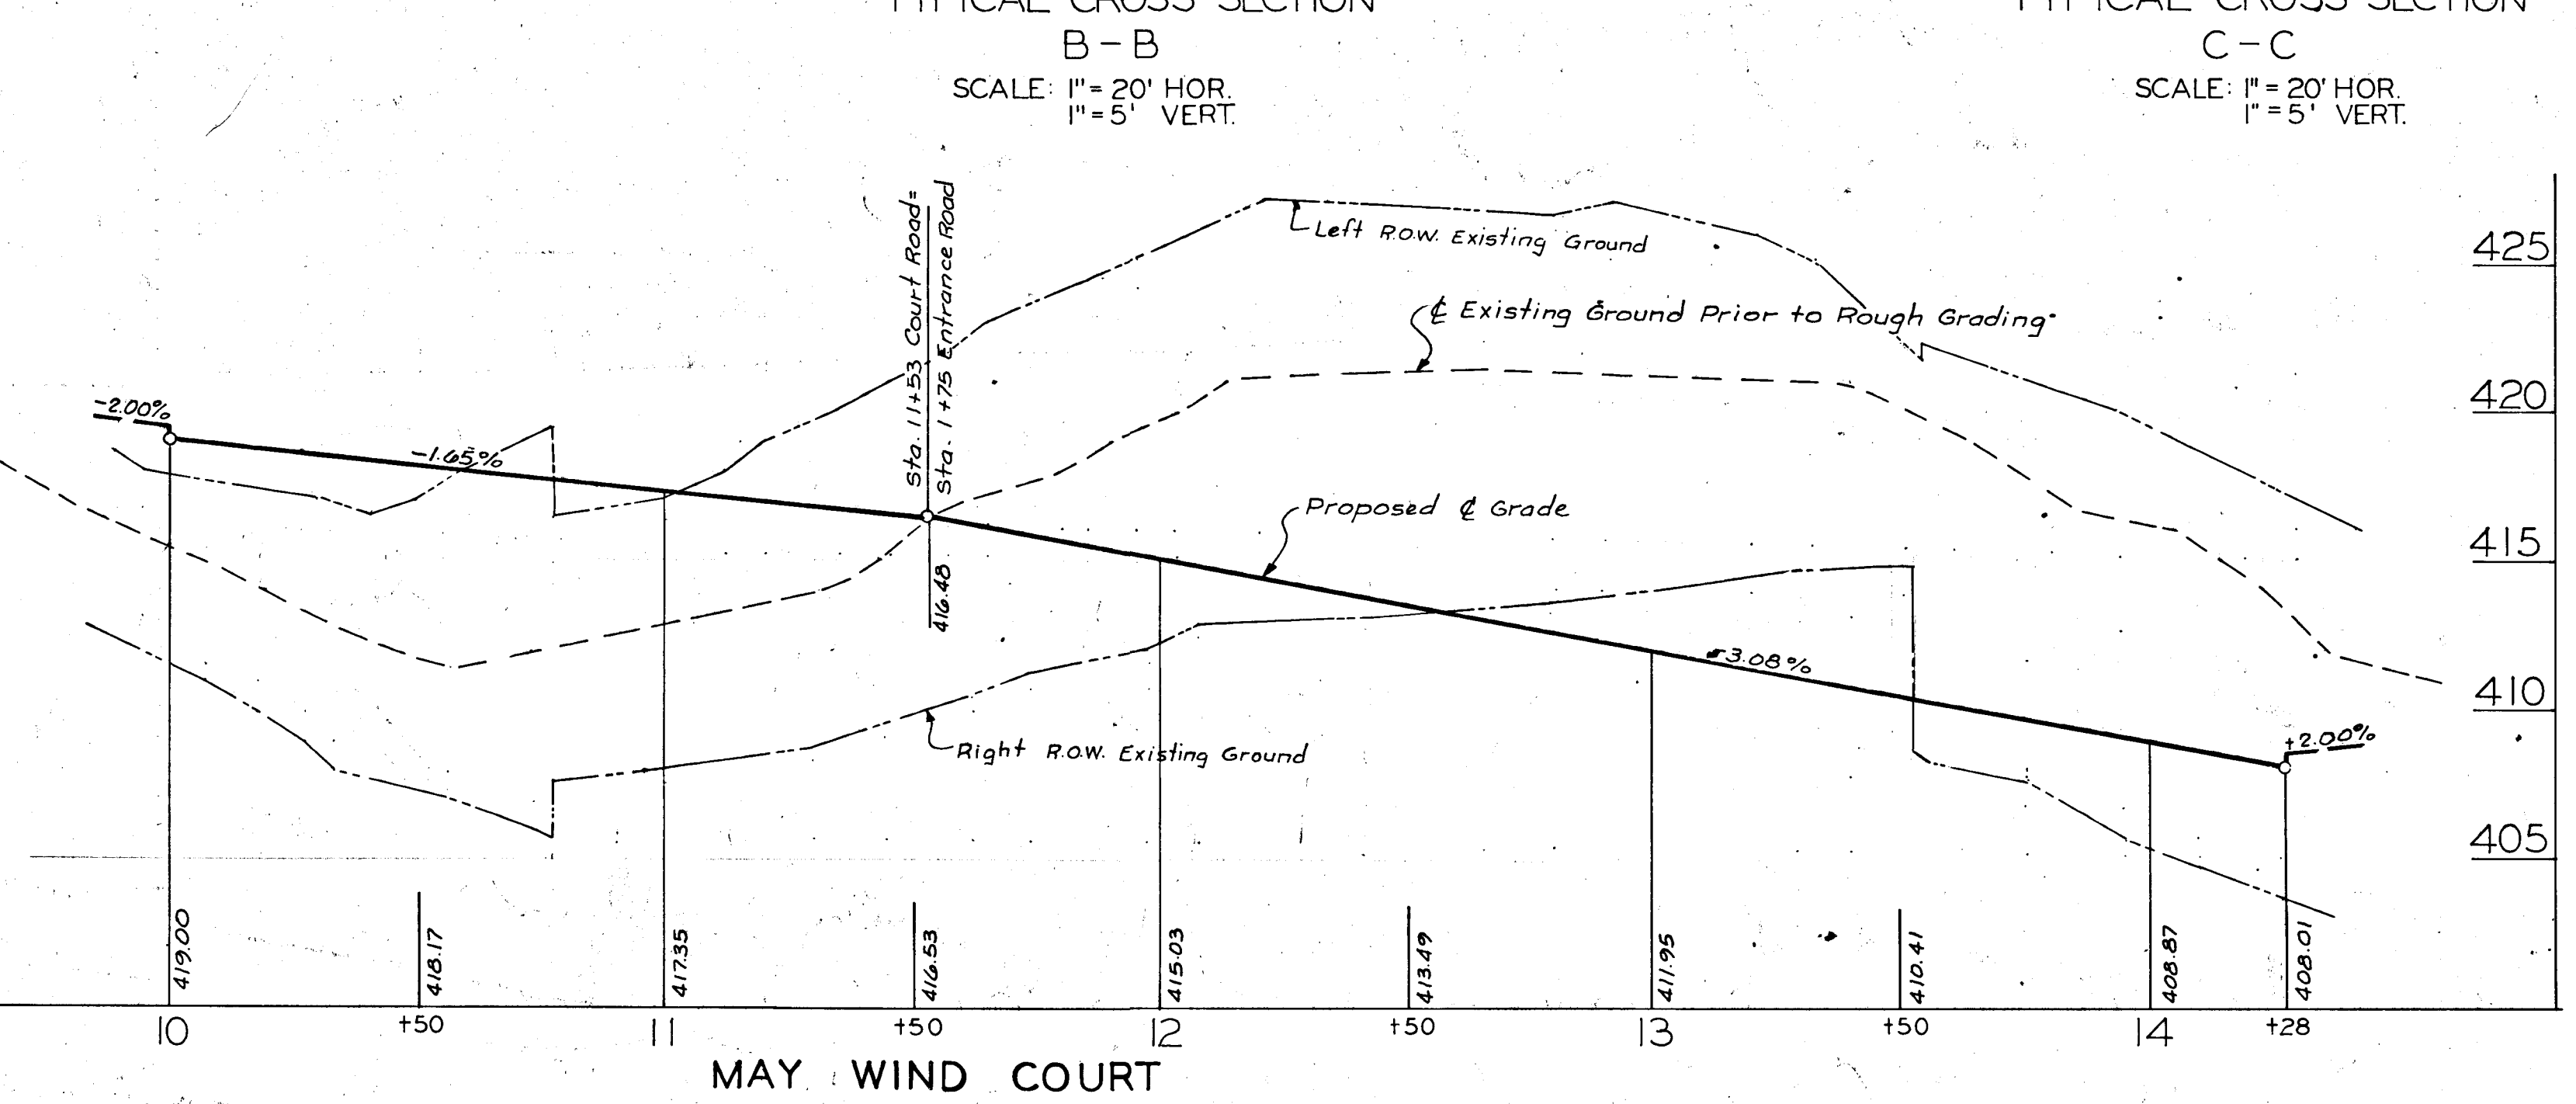 TYPICAL CROSS SECTION
B-B
SCALE: 1"= 20' HOR.
1"=5' VERT.
TYPICAL CROSS SECTION
C-C
SCALE: 1"= 20' HOR.
1"=5' VERT.
Sta. 11+53 Court Road=
Sta. 1+75 Entrance Road
Left R.O.W. Existing Ground
℄ Existing Ground Prior to Rough Grading
Proposed ℄ Grade
Right R.O.W. Existing Ground
-2.00%
-1.65%
-3.08%
+2.00%
416.48
425
420
415
410
405
419.00
418.17
417.35
416.53
415.03
413.49
411.95
410.41
408.87
408.01
10 +50 11 +50 12 +50 13 +50 14 +28
MAY WIND COURT